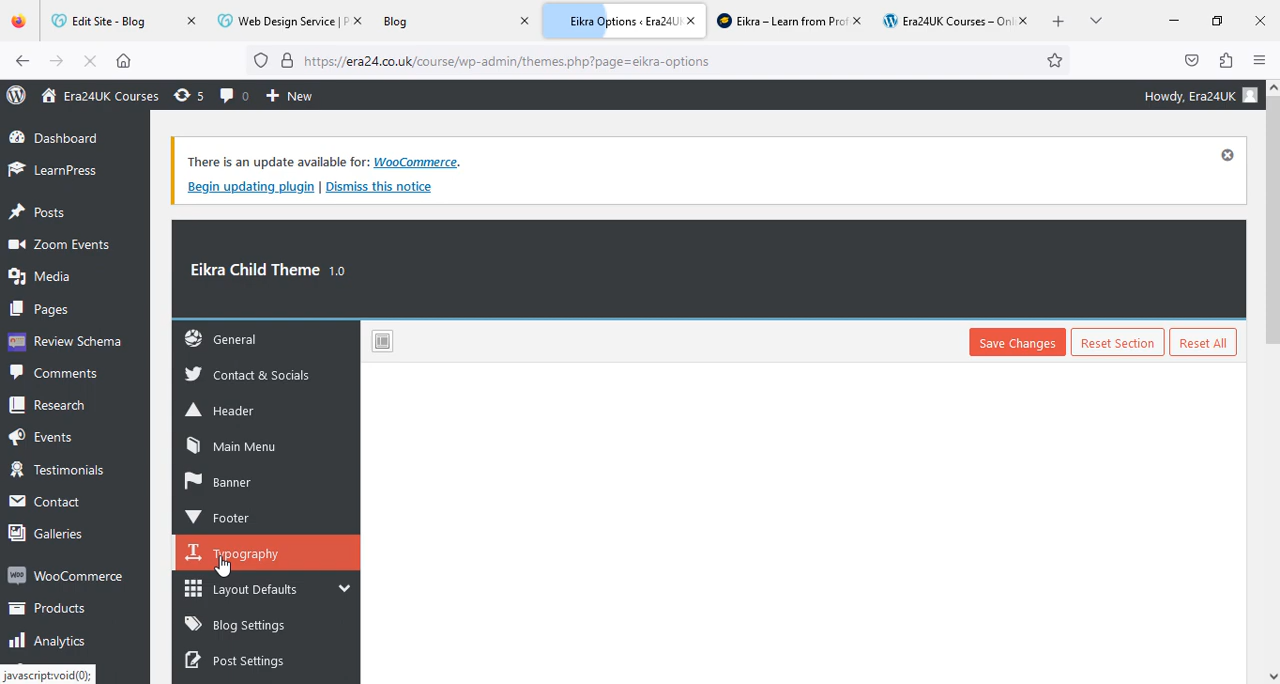 Edit Site - Blog
Web Design Service | P
Blog
Eikra Options ‹ Era24U
Eikra – Learn from Prof
Era24UK Courses – Onl
https://era24.co.uk/course/wp-admin/themes.php?page=eikra-options
Era24UK Courses
5
0
New
Howdy, Era24UK
Dashboard
LearnPress
Posts
Zoom Events
Media
Pages
Review Schema
Comments
Research
Events
Testimonials
Contact
Galleries
WooCommerce
Products
Analytics
There is an update available for: WooCommerce.
Begin updating plugin | Dismiss this notice
Eikra Child Theme 1.0
General
Contact & Socials
Header
Main Menu
Banner
Footer
Typography
Layout Defaults
Blog Settings
Post Settings
Save Changes
Reset Section
Reset All
javascript:void(0);